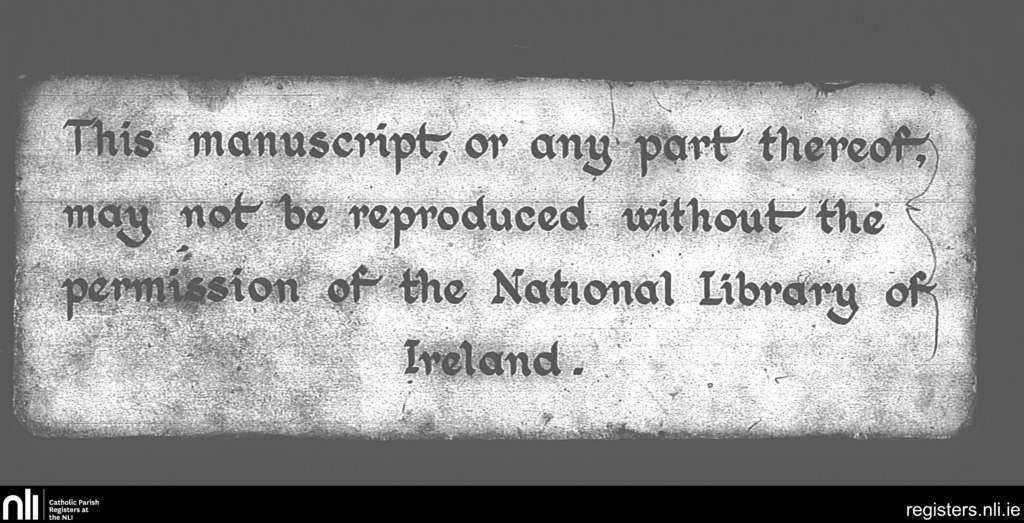 This manuscript, or any part thereof,
may not be reproduced without the
permission of the National Library of
Ireland.
nli
Catholic Parish
Registers at
the NLI
registers.nli.ie